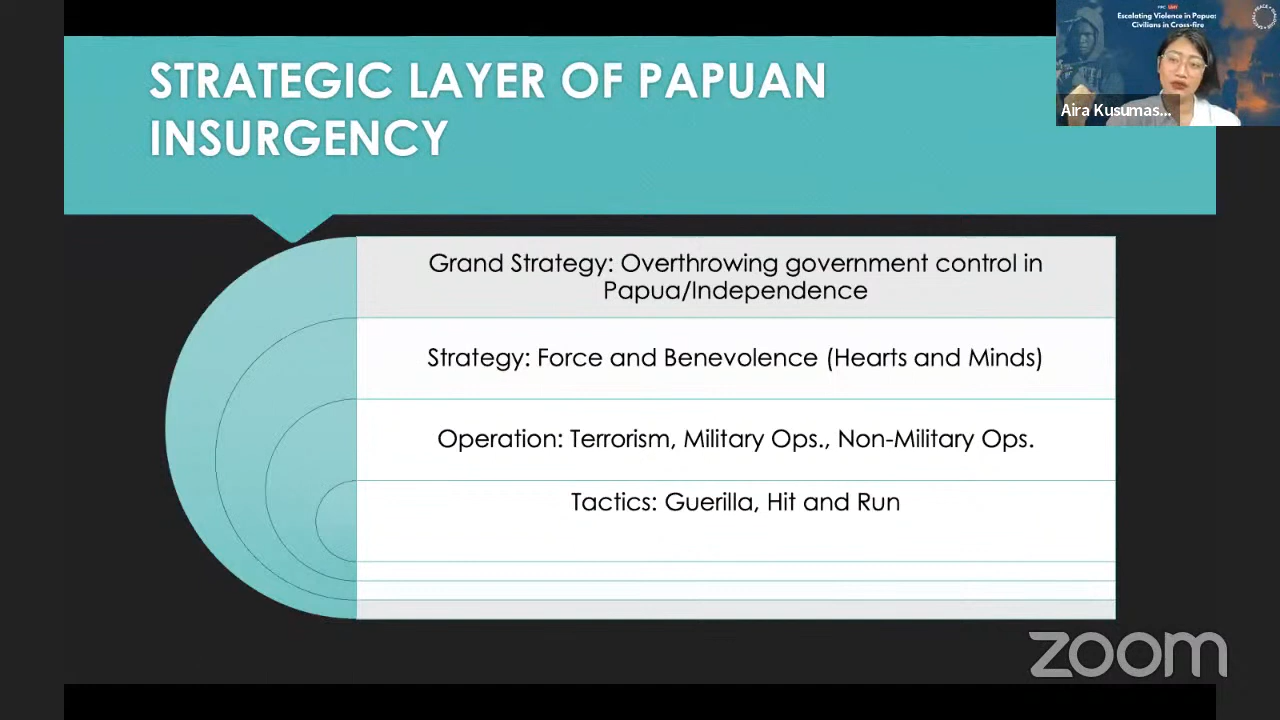 STRATEGIC LAYER OF PAPUAN
INSURGENCY
Escalating Violence in Papua:
Civilians in Cross-fire
Aira Kusumas...
Grand Strategy: Overthrowing government control in
Papua/Independence
Strategy: Force and Benevolence (Hearts and Minds)
Operation: Terrorism, Military Ops., Non-Military Ops.
Tactics: Guerilla, Hit and Run
zoom